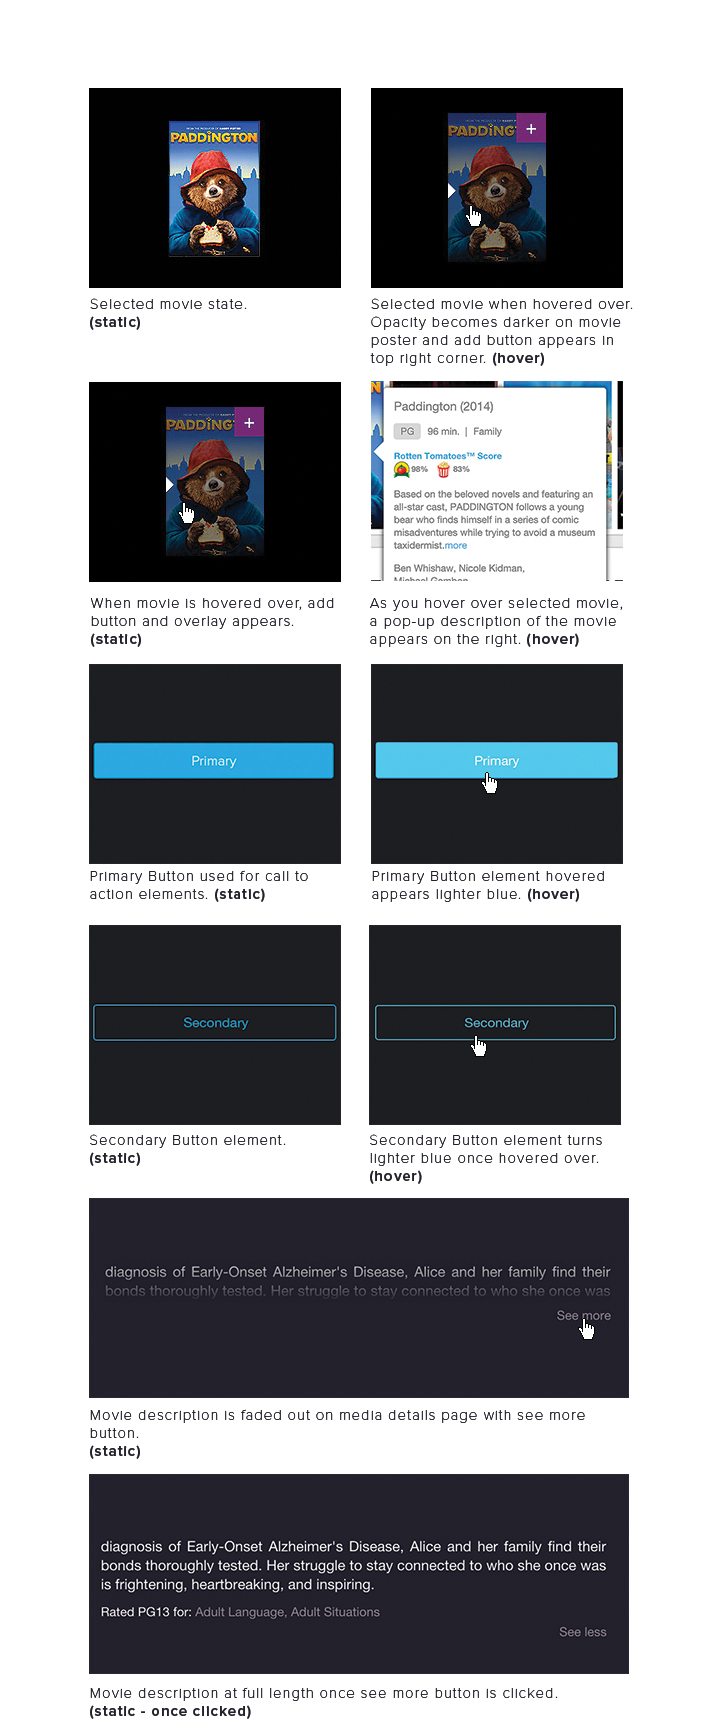 FROM THE PRODUCER OF HARRY POTTER
PADDINGTON
PADDING
+
Selected movie state.
(static)
Selected movie when hovered over.
Opacity becomes darker on movie
poster and add button appears in
top right corner. (hover)
PADDING
+
Paddington (2014)
PG 96 min. | Family
Rotten Tomatoes™ Score
98% 83%
Based on the beloved novels and featuring an
all-star cast, PADDINGTON follows a young
bear who finds himself in a series of comic
misadventures while trying to avoid a museum
taxidermist.more
Ben Whishaw, Nicole Kidman,
Michael Gambon
When movie is hovered over, add
button and overlay appears.
(static)
As you hover over selected movie,
a pop-up description of the movie
appears on the right. (hover)
Primary
Primary
Primary Button used for call to
action elements. (static)
Primary Button element hovered
appears lighter blue. (hover)
Secondary
Secondary
Secondary Button element.
(static)
Secondary Button element turns
lighter blue once hovered over.
(hover)
diagnosis of Early-Onset Alzheimer's Disease, Alice and her family find their
bonds thoroughly tested. Her struggle to stay connected to who she once was
See more
Movie description is faded out on media details page with see more
button.
(static)
diagnosis of Early-Onset Alzheimer's Disease, Alice and her family find their
bonds thoroughly tested. Her struggle to stay connected to who she once was
is frightening, heartbreaking, and inspiring.
Rated PG13 for: Adult Language, Adult Situations
See less
Movie description at full length once see more button is clicked.
(static - once clicked)